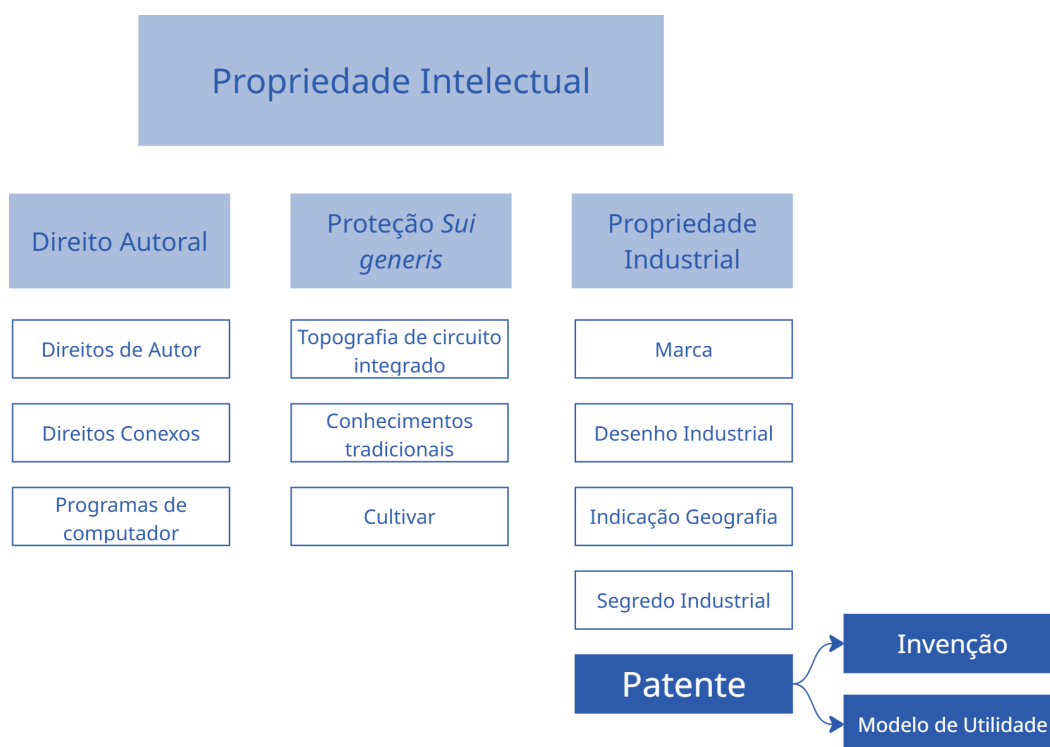 Propriedade Intelectual
Direito Autoral
Proteção Sui
generis
Propriedade
Industrial
Direitos de Autor
Topografia de circuito
integrado
Marca
Direitos Conexos
Conhecimentos
tradicionais
Desenho Industrial
Programas de
computador
Cultivar
Indicação Geografia
Segredo Industrial
Patente
Invenção
Modelo de Utilidade